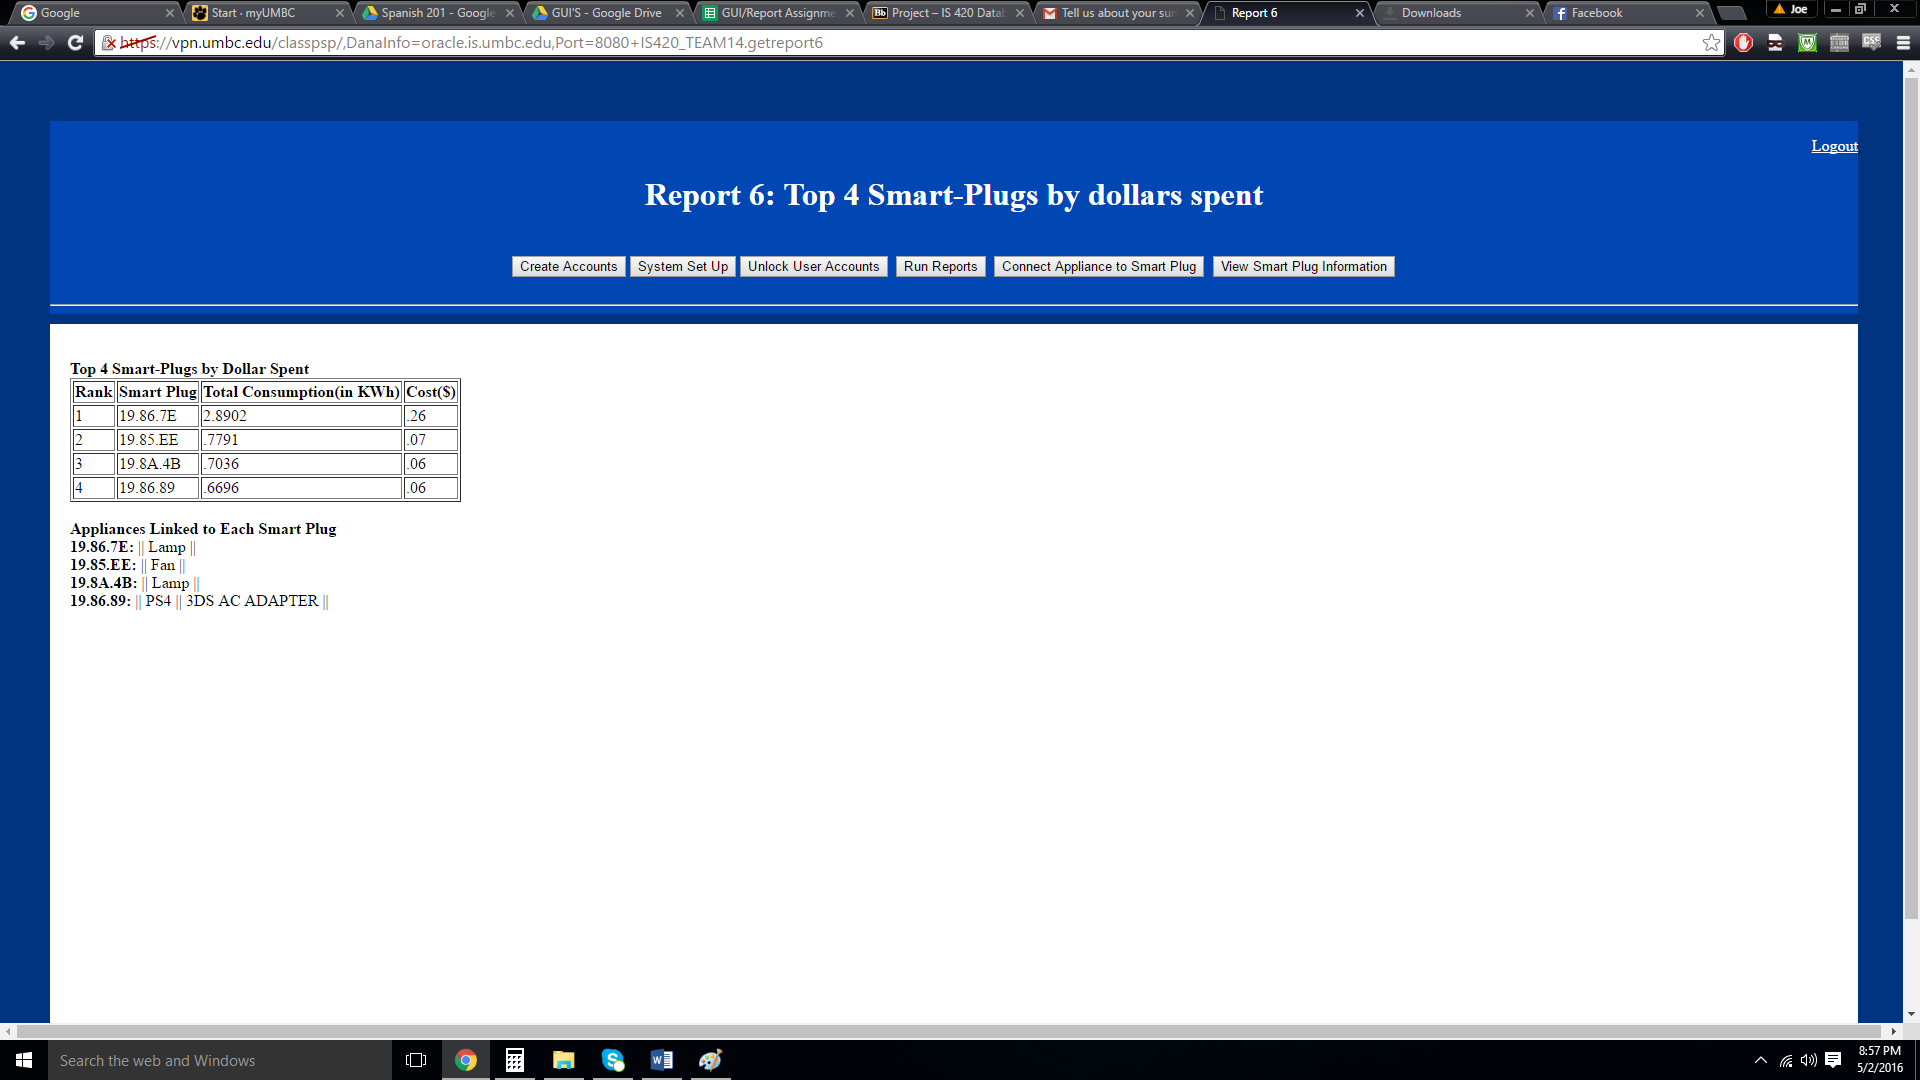 Google
Start · myUMBC
Spanish 201 - Google
GUI'S - Google Drive
GUI/Report Assignme
Bb Project – IS 420 Datab
Tell us about your sur
Report 6
Downloads
Facebook
Joe
https://vpn.umbc.edu/classpsp/,DanaInfo=oracle.is.umbc.edu,Port=8080+IS420_TEAM14.getreport6
Logout
Report 6: Top 4 Smart-Plugs by dollars spent
Create Accounts System Set Up Unlock User Accounts Run Reports Connect Appliance to Smart Plug View Smart Plug Information
Top 4 Smart-Plugs by Dollar Spent
Rank Smart Plug Total Consumption(in KWh) Cost($)
1 19.86.7E 2.8902 .26
2 19.85.EE .7791 .07
3 19.8A.4B .7036 .06
4 19.86.89 .6696 .06
Appliances Linked to Each Smart Plug
19.86.7E: || Lamp ||
19.85.EE: || Fan ||
19.8A.4B: || Lamp ||
19.86.89: || PS4 || 3DS AC ADAPTER ||
Search the web and Windows
8:57 PM
5/2/2016